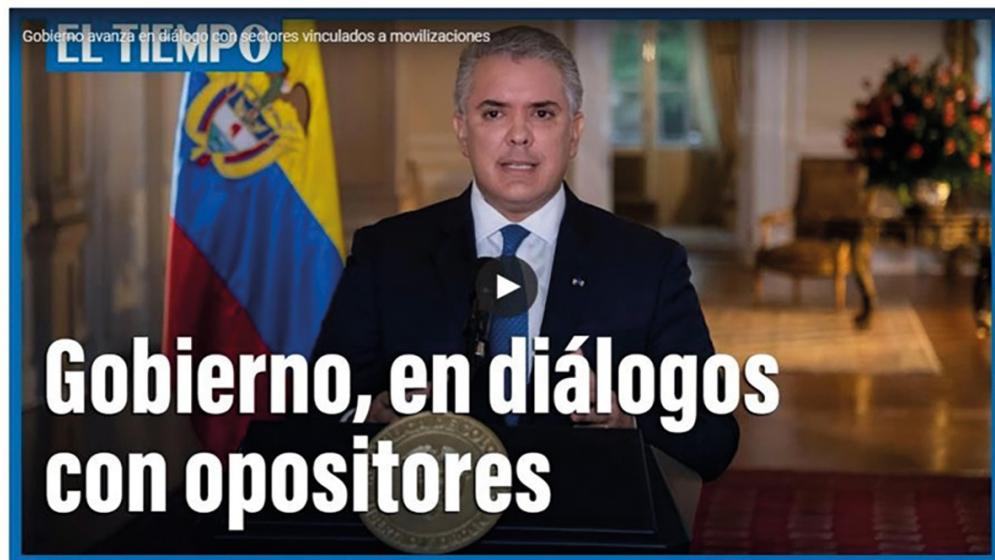 Gobierno avanza en diálogo con sectores vinculados a movilizaciones
EL TIEMPO
Gobierno, en diálogos
con opositores